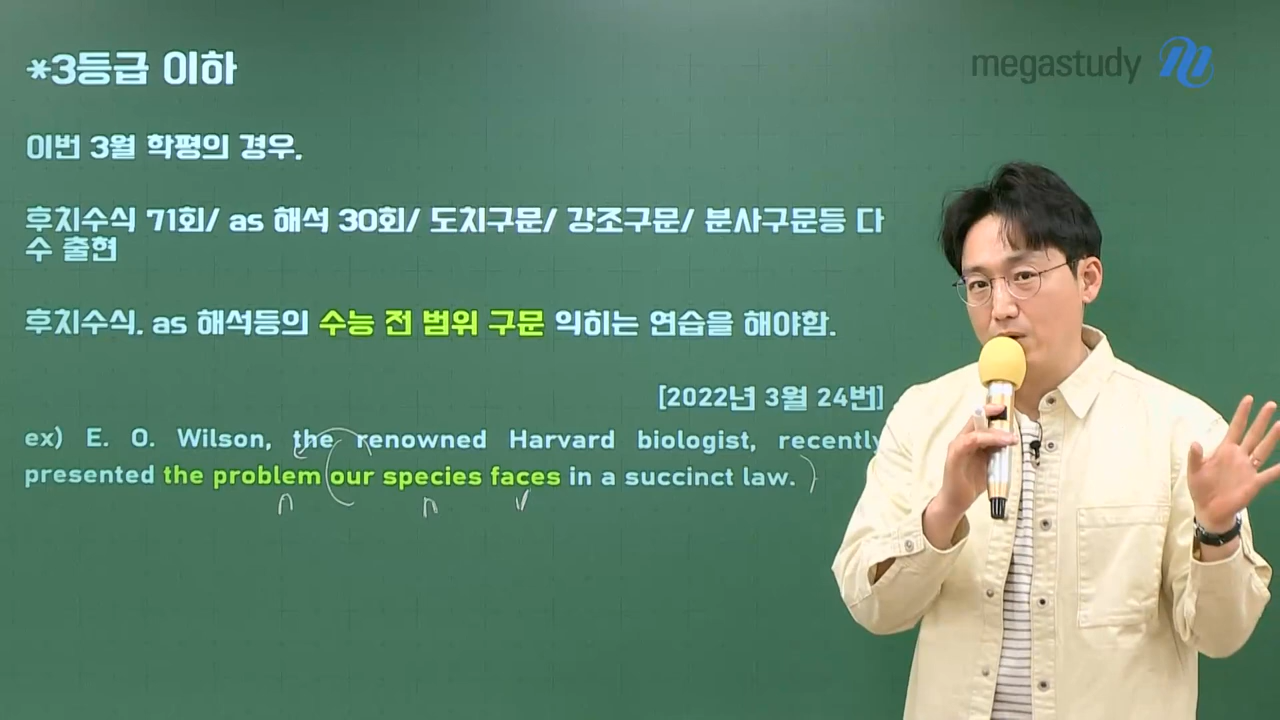 *3등급 이하
megastudy
이번 3월 학평의 경우,
후치수식 71회/ as 해석 30회/ 도치구문/ 강조구문/ 분사구문등 다
수 출현
후치수식, as 해석등의 수능 전 범위 구문 익히는 연습을 해야함.
[2022년 3월 24번]
ex) E. O. Wilson, the renowned Harvard biologist, recently
presented the problem our species faces in a succinct law.
n n v